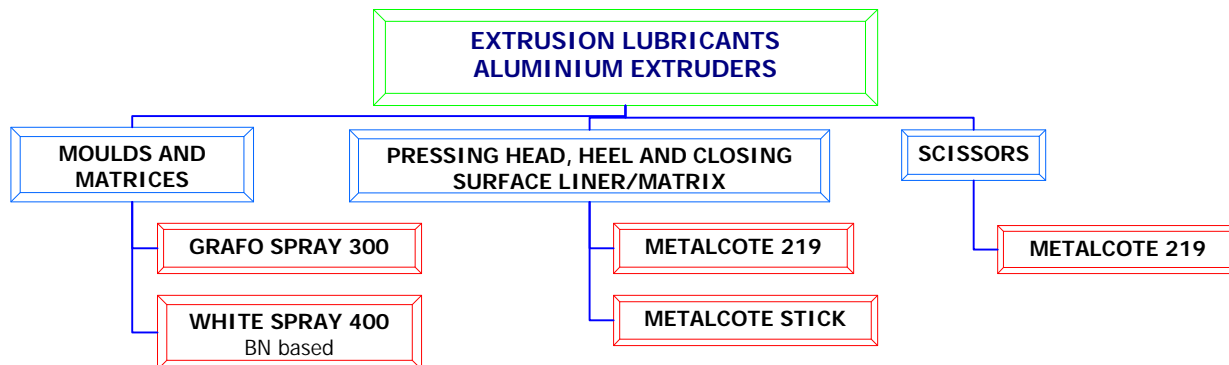 EXTRUSION LUBRICANTS
ALUMINIUM EXTRUDERS
MOULDS AND
MATRICES
PRESSING HEAD, HEEL AND CLOSING
SURFACE LINER/MATRIX
SCISSORS
GRAFO SPRAY 300
METALCOTE 219
METALCOTE 219
WHITE SPRAY 400
BN based
METALCOTE STICK